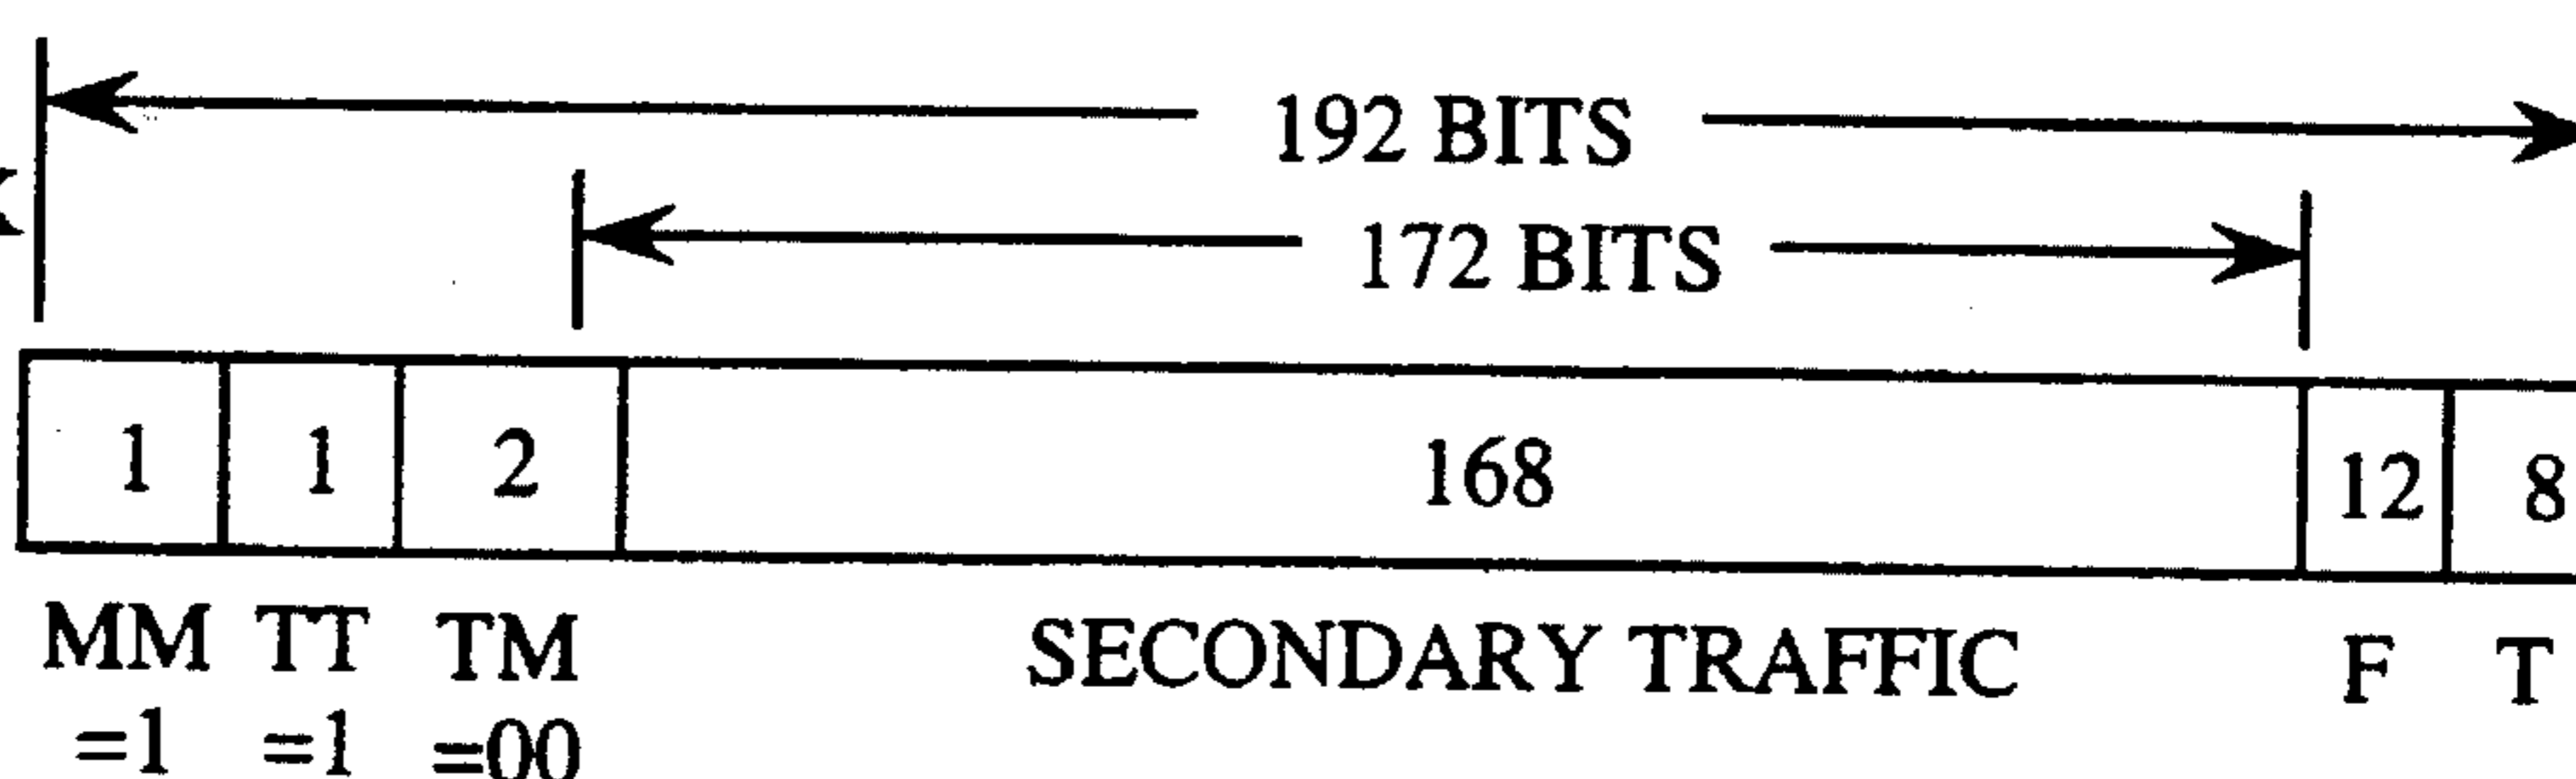 192 BITS
172 BITS
1 1 2 168 12 8
MM TT TM SECONDARY TRAFFIC F T
=1 =1 =00